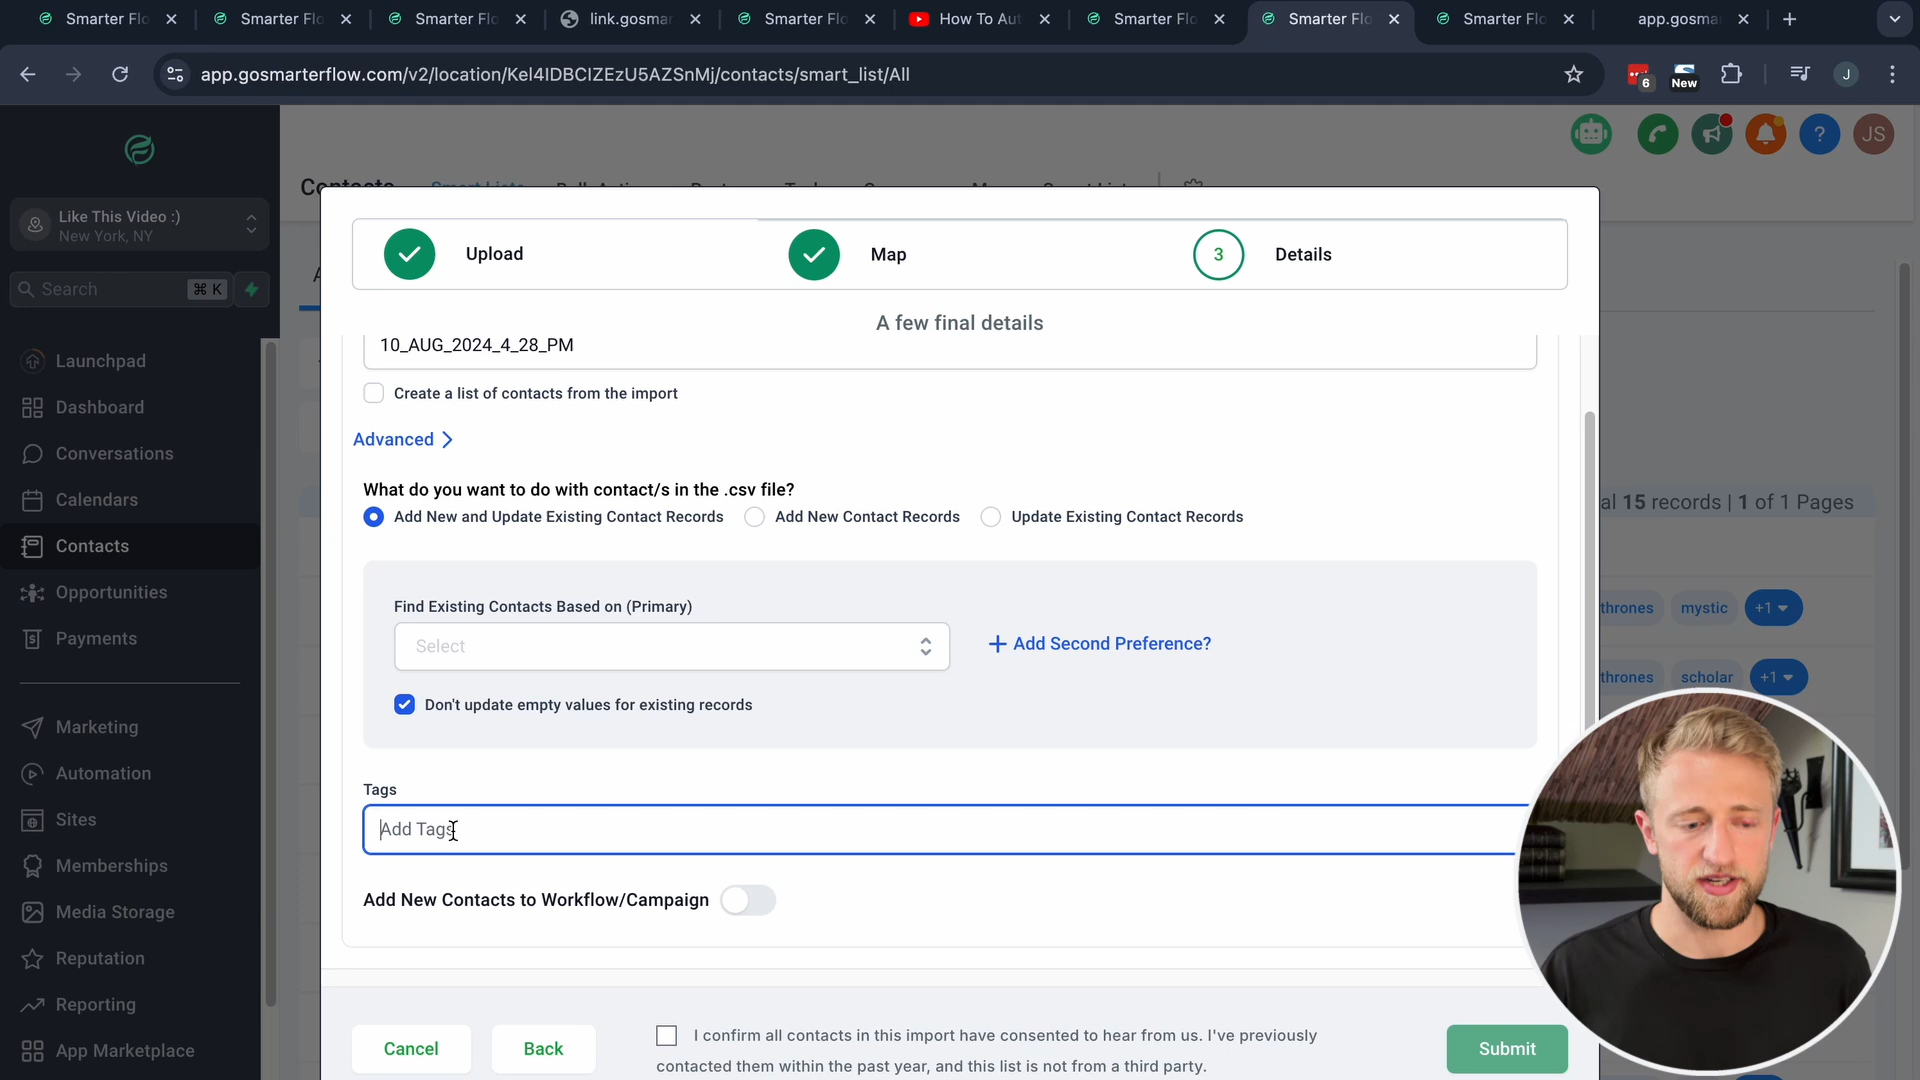 Smarter Flo
Smarter Flo
Smarter Flo
link.gosmar
Smarter Flo
How To Aut
Smarter Flo
Smarter Flo
Smarter Flo
app.gosma
app.gosmarterflow.com/v2/location/Kel4IDBCIZEzU5AZSnMj/contacts/smart_list/All
6
New
J
JS
Like This Video :)
New York, NY
Search
⌘ K
Launchpad
Dashboard
Conversations
Calendars
Contacts
Opportunities
Payments
Marketing
Automation
Sites
Memberships
Media Storage
Reputation
Reporting
App Marketplace
Contacts
Upload
Map
3
Details
A few final details
10_AUG_2024_4_28_PM
Create a list of contacts from the import
Advanced
What do you want to do with contact/s in the .csv file?
Add New and Update Existing Contact Records
Add New Contact Records
Update Existing Contact Records
Find Existing Contacts Based on (Primary)
Select
Add Second Preference?
Don't update empty values for existing records
Tags
Add Tags
Add New Contacts to Workflow/Campaign
Cancel
Back
I confirm all contacts in this import have consented to hear from us. I've previously
contacted them within the past year, and this list is not from a third party.
Submit
al 15 records | 1 of 1 Pages
thrones
mystic
+1
thrones
scholar
+1